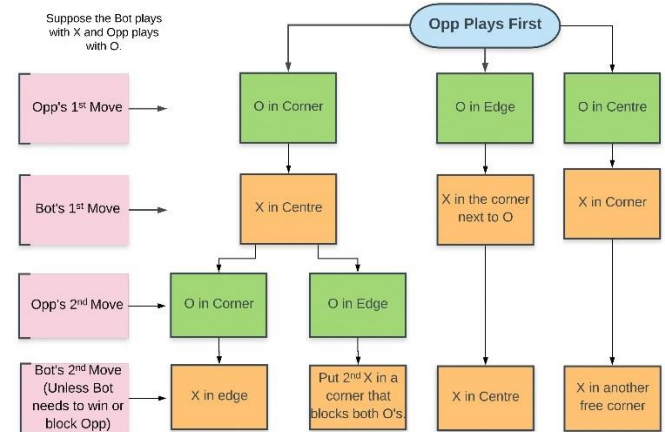 Suppose the Bot plays
with X and Opp plays
with O.
Opp Plays First
Opp's 1st Move
O in Corner
O in Edge
O in Centre
Bot's 1st Move
X in Centre
X in the corner
next to O
X in Corner
Opp's 2nd Move
O in Corner
O in Edge
Bot's 2nd Move
(Unless Bot
needs to win or
block Opp)
X in edge
Put 2nd X in a
corner that
blocks both O's.
X in Centre
X in another
free corner